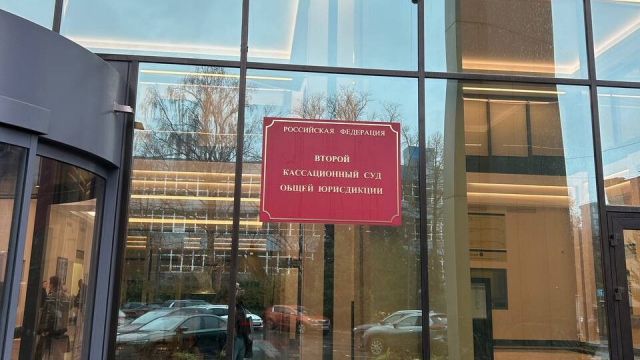 РОССИЙСКАЯ ФЕДЕРАЦИЯ
ВТОРОЙ
КАССАЦИОННЫЙ СУД
ОБЩЕЙ ЮРИСДИКЦИИ